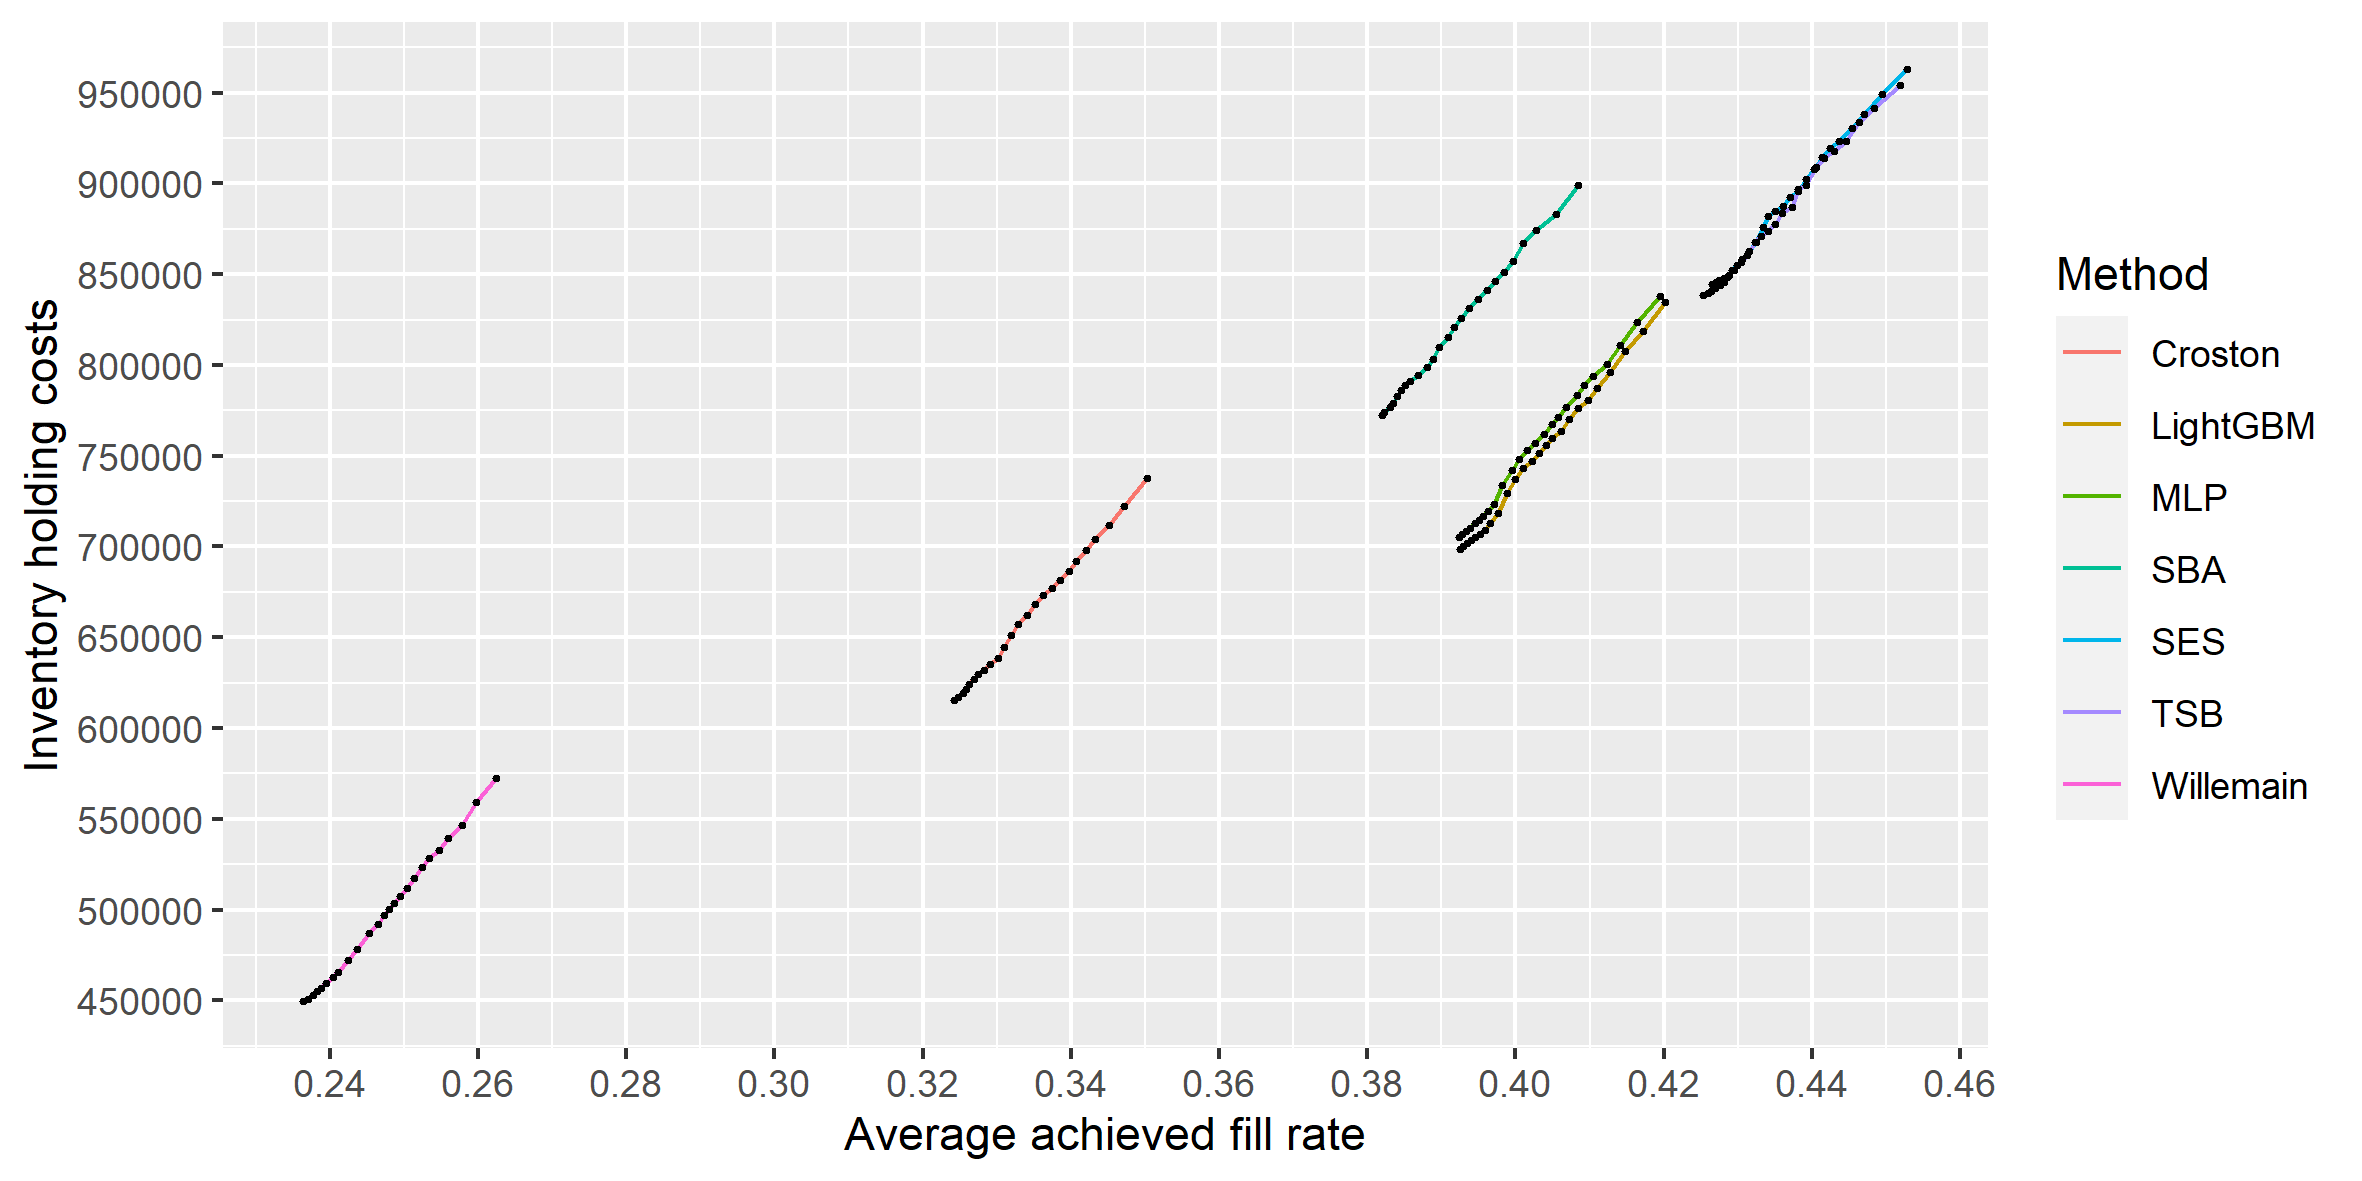 Inventory holding costs
950000
900000
850000
800000
750000
700000
650000
600000
550000
500000
450000
0.24 0.26 0.28 0.30 0.32 0.34 0.36 0.38 0.40 0.42 0.44 0.46
Average achieved fill rate
Method
Croston
LightGBM
MLP
SBA
SES
TSB
Willemain